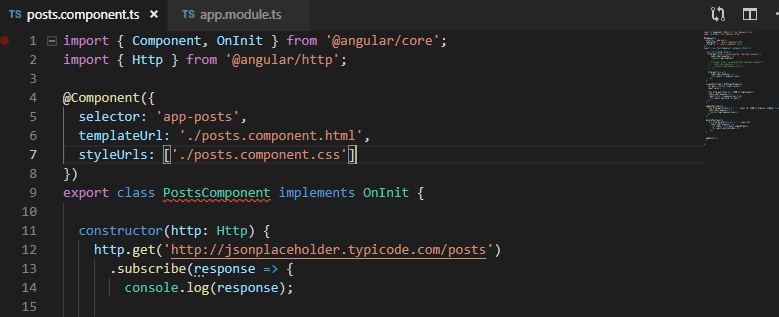 TS posts.component.ts × TS app.module.ts
1 import { Component, OnInit } from '@angular/core';
2 import { Http } from '@angular/http';
3
4 @Component({
5 selector: 'app-posts',
6 templateUrl: './posts.component.html',
7 styleUrls: ['./posts.component.css']
8 })
9 export class PostsComponent implements OnInit {
10
11 constructor(http: Http) {
12 http.get('http://jsonplaceholder.typicode.com/posts')
13 .subscribe(response => {
14 console.log(response);
15